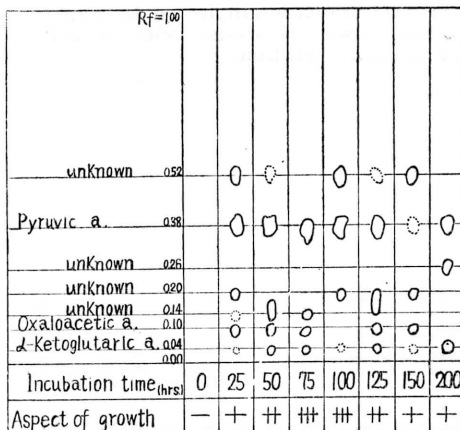 Rf=100
unknown 0.52
Pyruvic a. 0.38
unknown 0.26
unknown 0.20
unknown 0.14
Oxaloacetic a. 0.10
α-Ketoglutaric a. 0.04
0.00
Incubation time (hrs.) 0 25 50 75 100 125 150 200
Aspect of growth − + ++ +++ +++ ++ + +